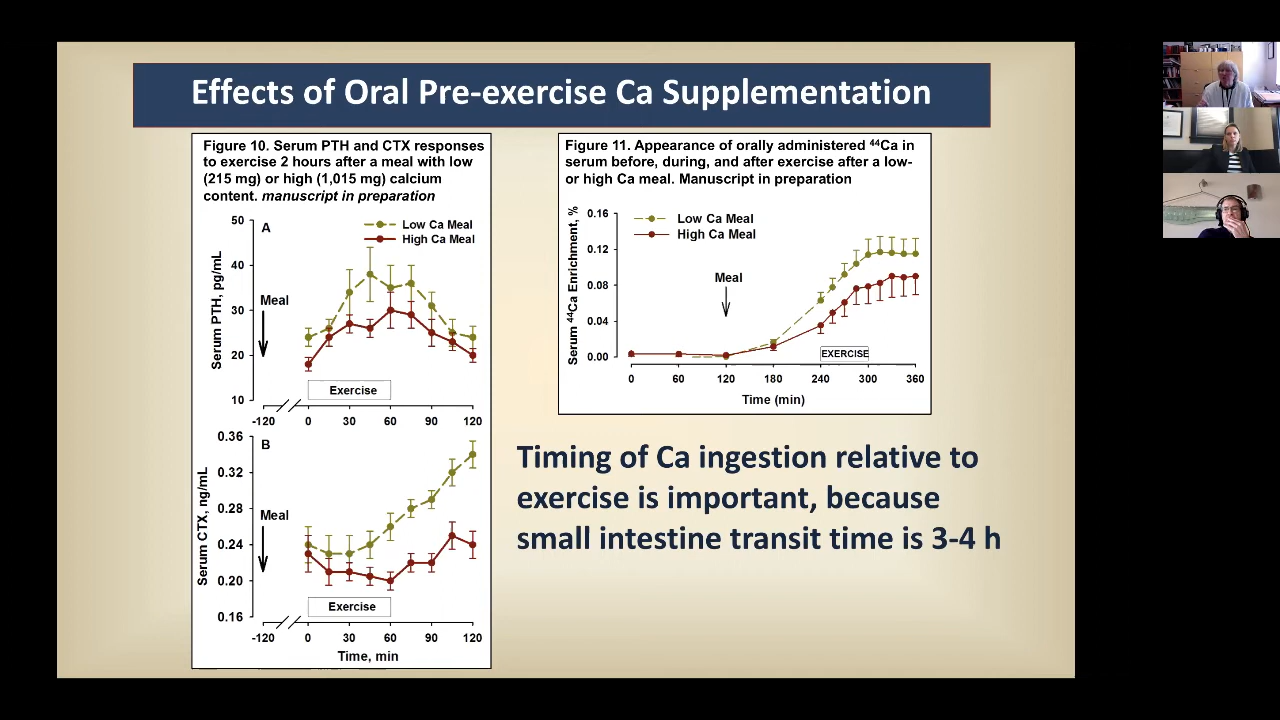 Effects of Oral Pre-exercise Ca Supplementation
Figure 10. Serum PTH and CTX responses
to exercise 2 hours after a meal with low
(215 mg) or high (1,015 mg) calcium
content. manuscript in preparation
A
Low Ca Meal
High Ca Meal
Serum PTH, pg/mL
50
40
30
20
10
Meal
Exercise
-120
0
30
60
90
120
B
Serum CTX, ng/mL
0.36
0.32
0.28
0.24
0.20
0.16
Meal
Exercise
-120
0
30
60
90
120
Time, min
Figure 11. Appearance of orally administered ⁴⁴Ca in
serum before, during, and after exercise after a low-
or high Ca meal. Manuscript in preparation
Low Ca Meal
High Ca Meal
Serum ⁴⁴Ca Enrichment, %
0.16
0.12
0.08
0.04
0.00
Meal
EXERCISE
0
60
120
180
240
300
360
Time (min)
Timing of Ca ingestion relative to
exercise is important, because
small intestine transit time is 3-4 h